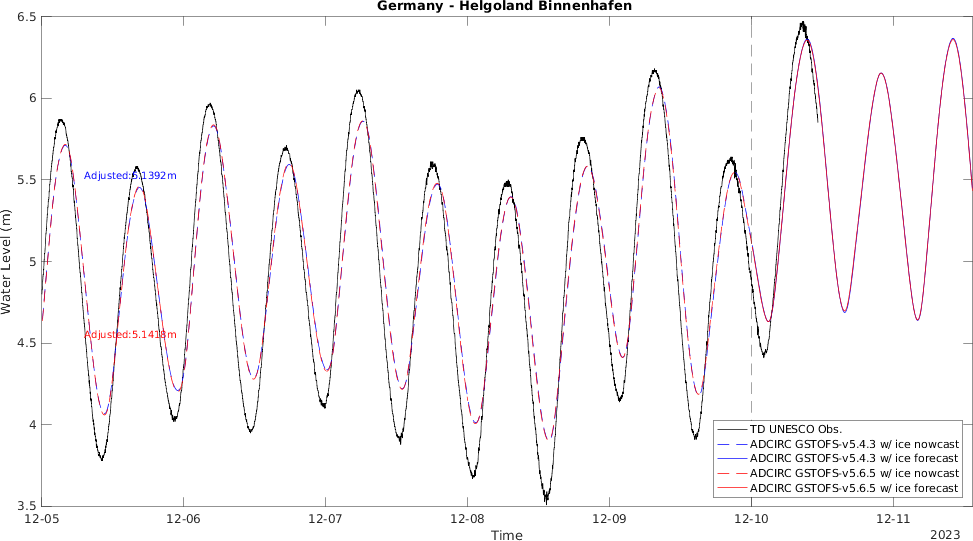 Germany - Helgoland Binnenhafen
6.5
6
5.5
5
4.5
4
3.5
Water Level (m)
Adjusted:5.1392m
Adjusted:5.1418m
TD UNESCO Obs.
ADCIRC GSTOFS-v5.4.3 w/ ice nowcast
ADCIRC GSTOFS-v5.4.3 w/ ice forecast
ADCIRC GSTOFS-v5.6.5 w/ ice nowcast
ADCIRC GSTOFS-v5.6.5 w/ ice forecast
12-05 12-06 12-07 12-08 12-09 12-10 12-11
Time
2023